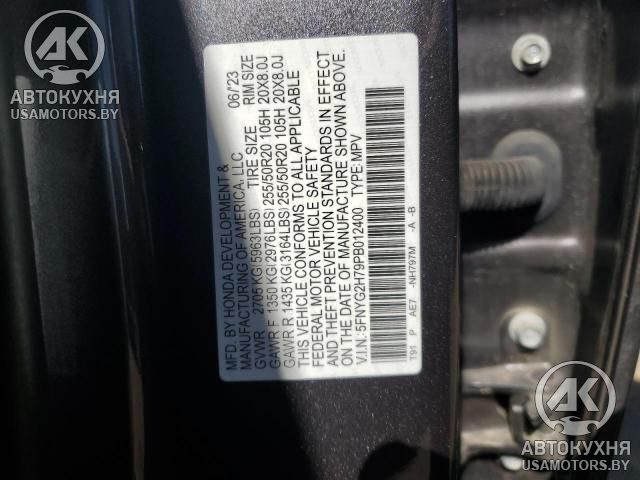 MFD. BY HONDA DEVELOPMENT & 06/23
MANUFACTURING OF AMERICA, LLC
GVWR 2705 KG(5963LBS) TIRE SIZE RIM SIZE
GAWR F 1350 KG(2976LBS) 255/50R20 105H 20X8.0J
GAWR R 1435 KG(3164LBS) 255/50R20 105H 20X8.0J
THIS VEHICLE CONFORMS TO ALL APPLICABLE
FEDERAL MOTOR VEHICLE SAFETY
AND THEFT PREVENTION STANDARDS IN EFFECT
ON THE DATE OF MANUFACTURE SHOWN ABOVE.
V.I.N.:5FNYG2H79PB012400 TYPE:MPV
T91 P AE7 -NH797M -A -B
АК
АВТОКУХНЯ
USAMOTORS.BY
АК
АВТОКУХНЯ
USAMOTORS.BY